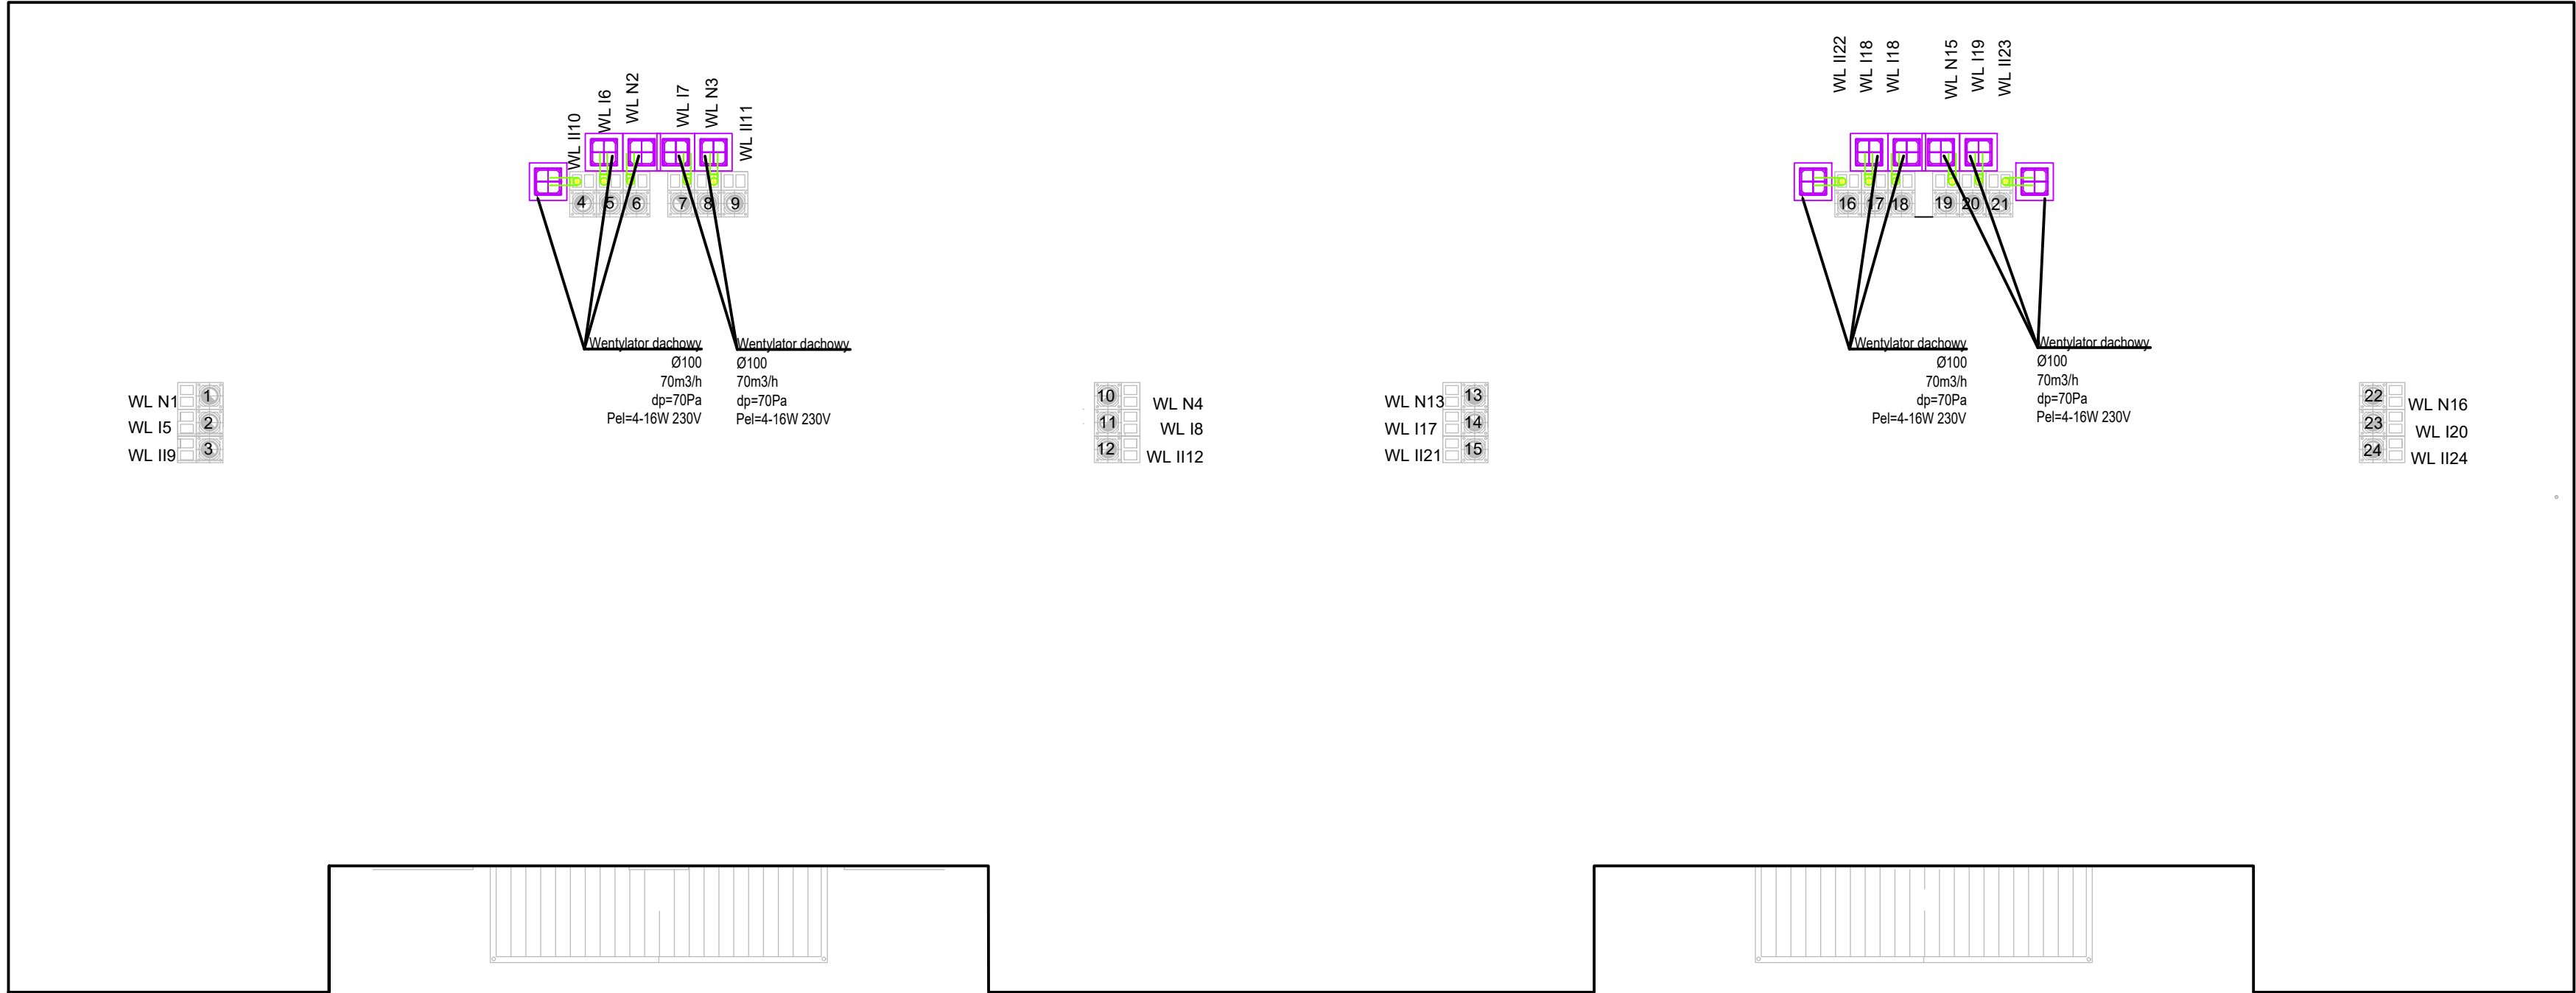 WL II10
WL I6
WL N2
WL I7
WL N3
WL II11
4
5
6
7
8
9
Wentylator dachowy
Ø100
70m3/h
dp=70Pa
Pel=4-16W 230V
Wentylator dachowy
Ø100
70m3/h
dp=70Pa
Pel=4-16W 230V
WL II22
WL I18
WL I18
WL N15
WL I19
WL II23
16
17
18
19
20
21
Wentylator dachowy
Ø100
70m3/h
dp=70Pa
Pel=4-16W 230V
Wentylator dachowy
Ø100
70m3/h
dp=70Pa
Pel=4-16W 230V
WL N1 1
WL I5 2
WL II9 3
10 WL N4
11 WL I8
12 WL II12
WL N13 13
WL I17 14
WL II21 15
22 WL N16
23 WL I20
24 WL II24